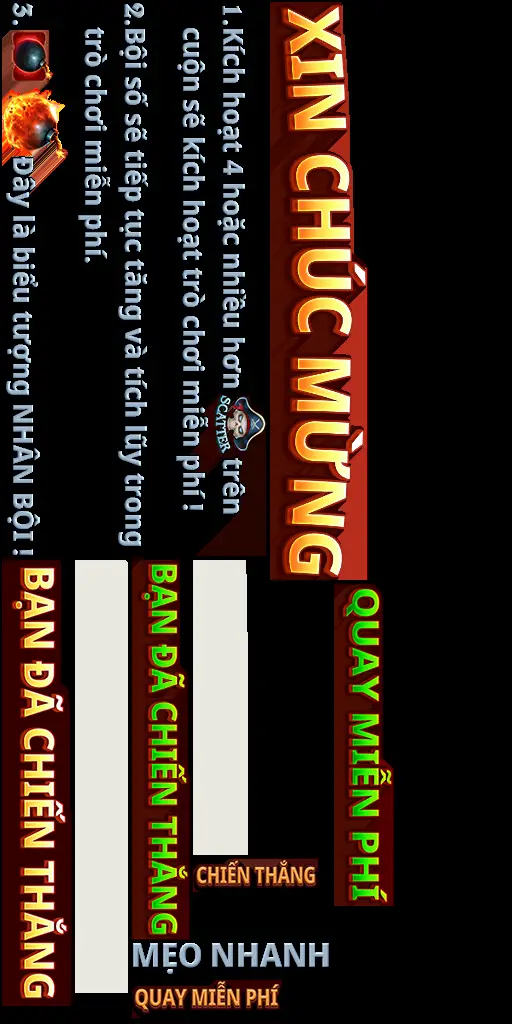 XIN CHÚC MỪNG
1.Kích hoạt 4 hoặc nhiều hơn SCATTER trên
cuộn sẽ kích hoạt trò chơi miễn phí !
2.Bội số sẽ tiếp tục tăng và tích lũy trong
trò chơi miễn phí.
3. Đây là biểu tượng NHÂN BỘI !
QUAY MIỄN PHÍ
BẠN ĐÃ CHIẾN THẮNG
BẠN ĐÃ CHIẾN THẮNG
CHIẾN THẮNG
MẸO NHANH
QUAY MIỄN PHÍ